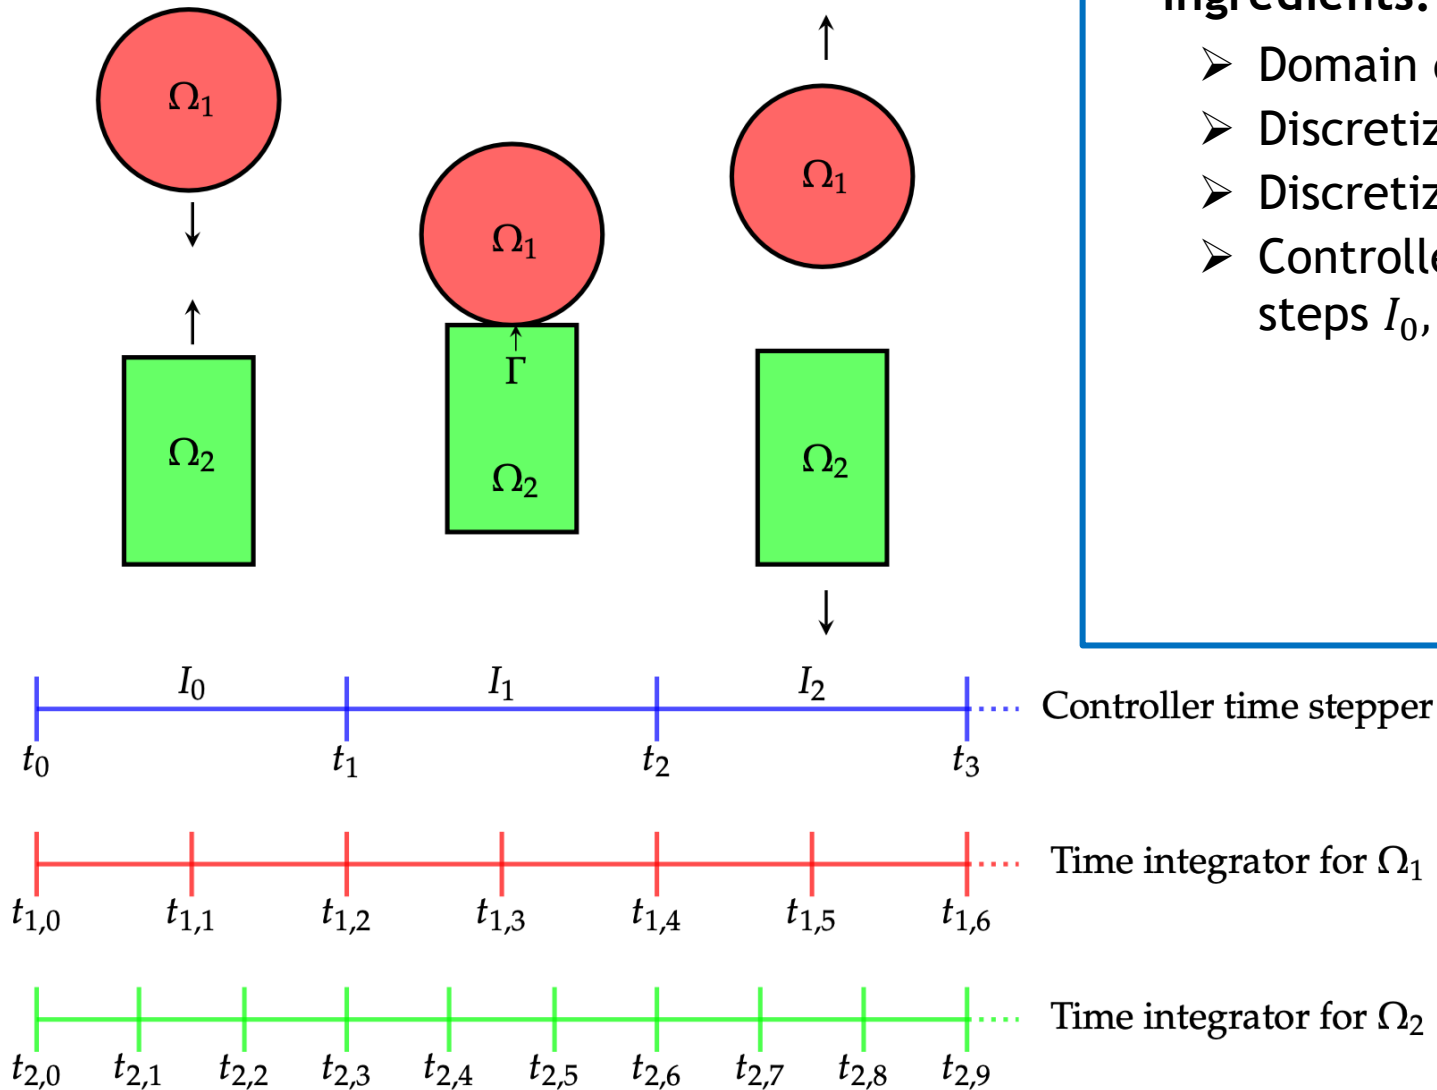 Ingredients:
➢ Domain
➢
➢
➢
steps I₀,
Ω₁
Ω₁
Ω₁
Γ
Ω₂
Ω₂
Ω₂
I₀ I₁ I₂
Controller time stepper
t₀ t₁ t₂ t₃
Time integrator for Ω₁
t₁,₀ t₁,₁ t₁,₂ t₁,₃ t₁,₄ t₁,₅ t₁,₆
Time integrator for Ω₂
t₂,₀ t₂,₁ t₂,₂ t₂,₃ t₂,₄ t₂,₅ t₂,₆ t₂,₇ t₂,₈ t₂,₉